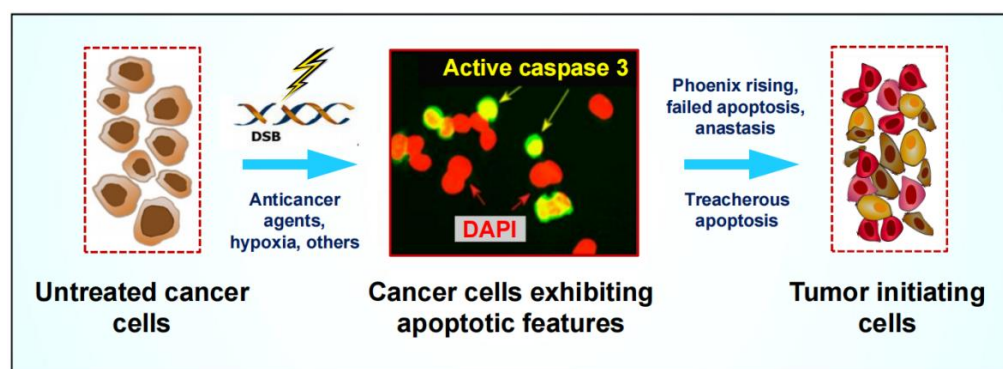 DSB
Anticancer
agents,
hypoxia, others
Active caspase 3
DAPI
Phoenix rising,
failed apoptosis,
anastasis
Treacherous
apoptosis
Untreated cancer
cells
Cancer cells exhibiting
apoptotic features
Tumor initiating
cells